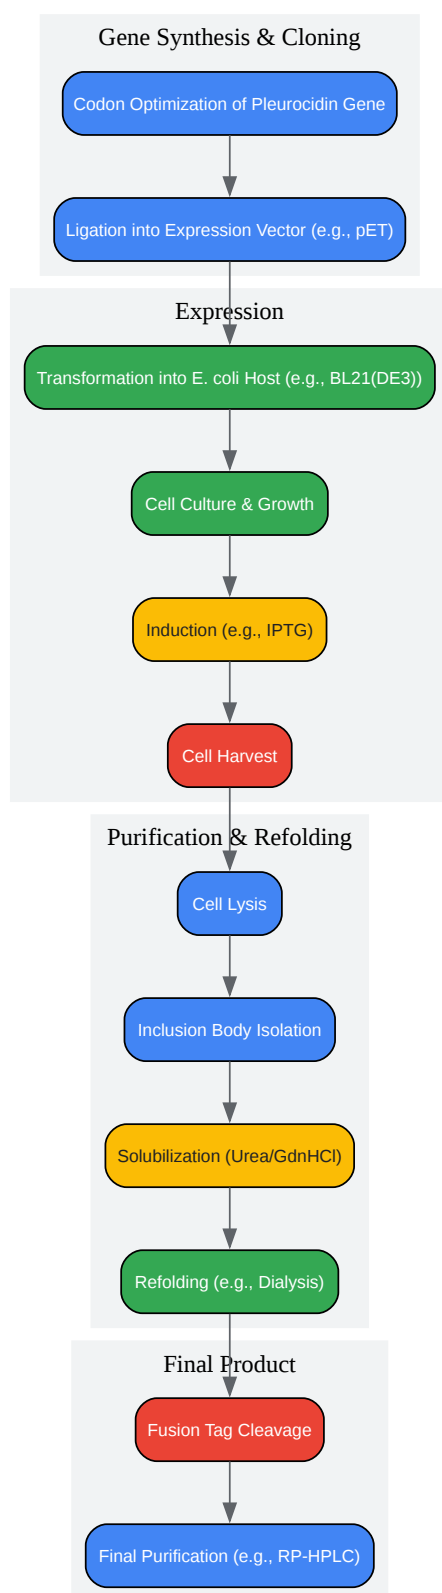 Gene Synthesis & Cloning
Codon Optimization of Pleurocidin Gene
Ligation into Expression Vector (e.g., pET)
Expression
Transformation into E. coli Host (e.g., BL21(DE3))
Cell Culture & Growth
Induction (e.g., IPTG)
Cell Harvest
Purification & Refolding
Cell Lysis
Inclusion Body Isolation
Solubilization (Urea/GdnHCl)
Refolding (e.g., Dialysis)
Final Product
Fusion Tag Cleavage
Final Purification (e.g., RP-HPLC)